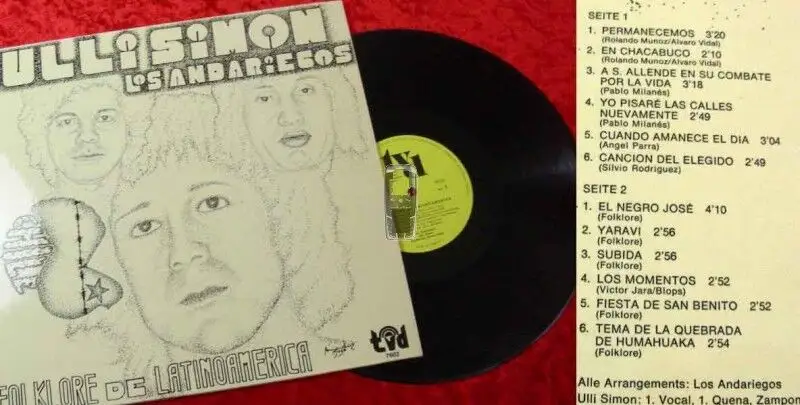 ULLI SIMON
LOS ANDARIEGOS
FOLKLORE DE LATINOAMERICA
tvd
SEITE 1
1. PERMANECEMOS 3'20
(Rolando Munoz/Alvaro Vidal)
2. EN CHACABUCO 2'10
(Rolando Munoz/Alvaro Vidal)
3. A S. ALLENDE EN SU COMBATE
POR LA VIDA 3'18
(Pablo Milanés)
4. YO PISARÉ LAS CALLES
NUEVAMENTE 2'49
(Pablo Milanés)
5. CUANDO AMANECE EL DIA 3'04
(Angel Parra)
6. CANCION DEL ELEGIDO 2'49
(Silvio Rodriguez)
SEITE 2
1. EL NEGRO JOSÉ 4'10
(Folklore)
2. YARAVI 2'56
(Folklore)
3. SUBIDA 2'56
(Folklore)
4. LOS MOMENTOS 2'52
(Victor Jara/Blops)
5. FIESTA DE SAN BENITO 2'52
(Folklore)
6. TEMA DE LA QUEBRADA
DE HUMAHUAKA 2'54
(Folklore)
Alle Arrangements: Los Andariegos
Ulli Simon: 1. Vocal, 1. Quena, Zampon